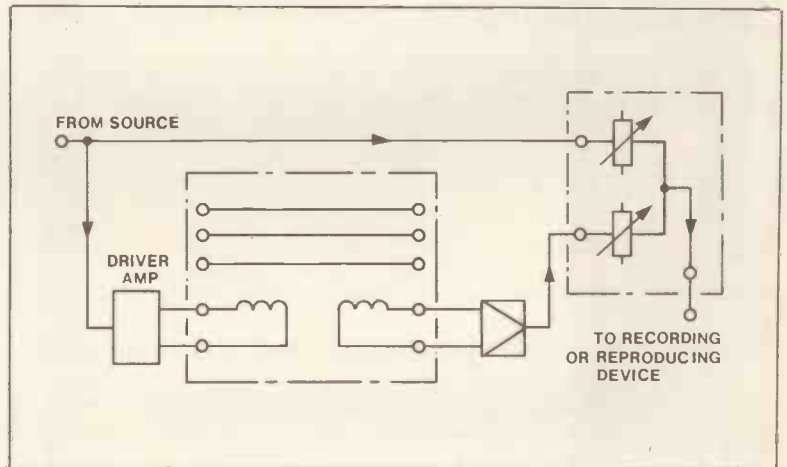 FROM SOURCE
DRIVER
AMP
TO RECORDING
OR REPRODUCING
DEVICE